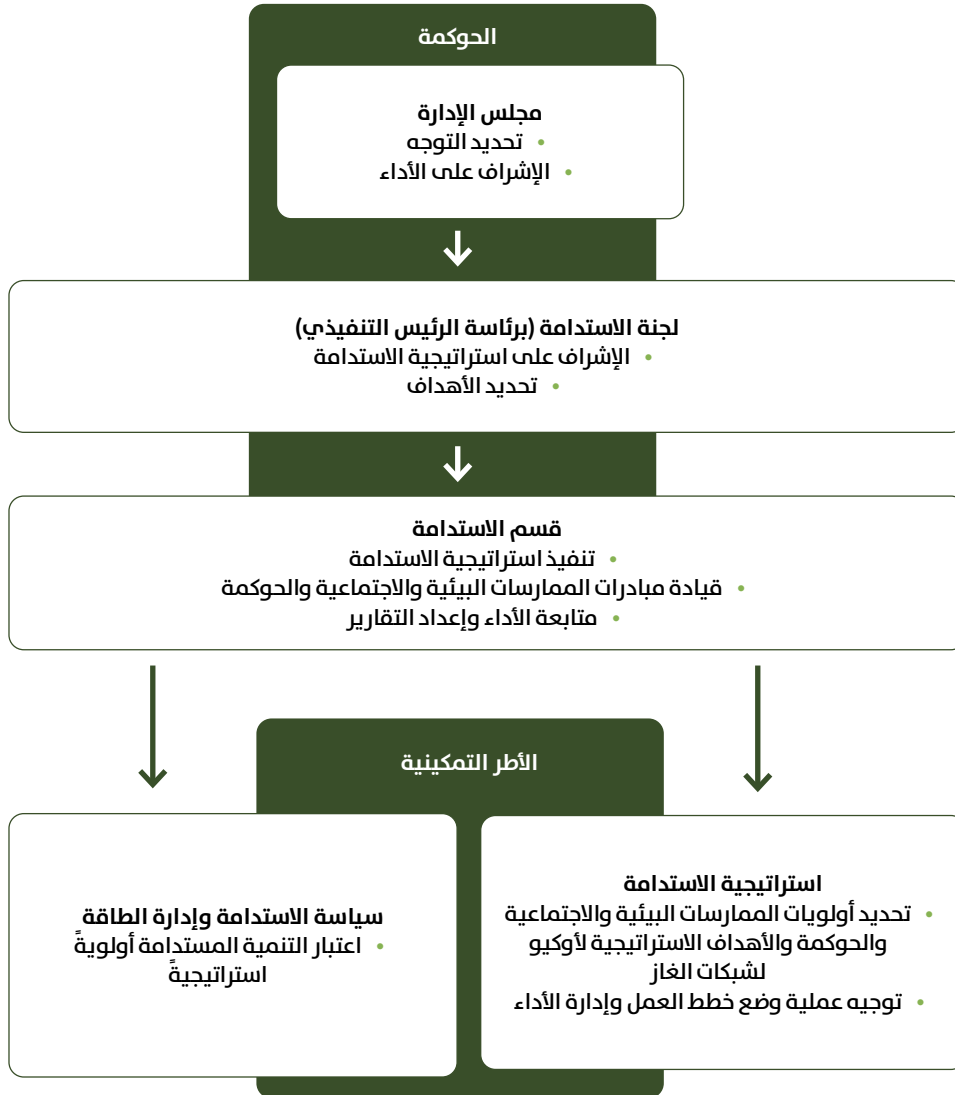 الحوكمة
مجلس الإدارة
• تحديد التوجه
• الإشراف على الأداء
لجنة الاستدامة (برئاسة الرئيس التنفيذي)
• الإشراف على استراتيجية الاستدامة
• تحديد الأهداف
قسم الاستدامة
• تنفيذ استراتيجية الاستدامة
• قيادة مبادرات الممارسات البيئية والاجتماعية والحوكمة
• متابعة الأداء وإعداد التقارير
الأطر التمكينية
استراتيجية الاستدامة
• تحديد أولويات الممارسات البيئية والاجتماعية
والحوكمة والأهداف الاستراتيجية لأوكيو
لشبكات الغاز
• توجيه عملية وضع خطط العمل وإدارة الأداء
سياسة الاستدامة وإدارة الطاقة
• اعتبار التنمية المستدامة أولويةً
استراتيجيةً